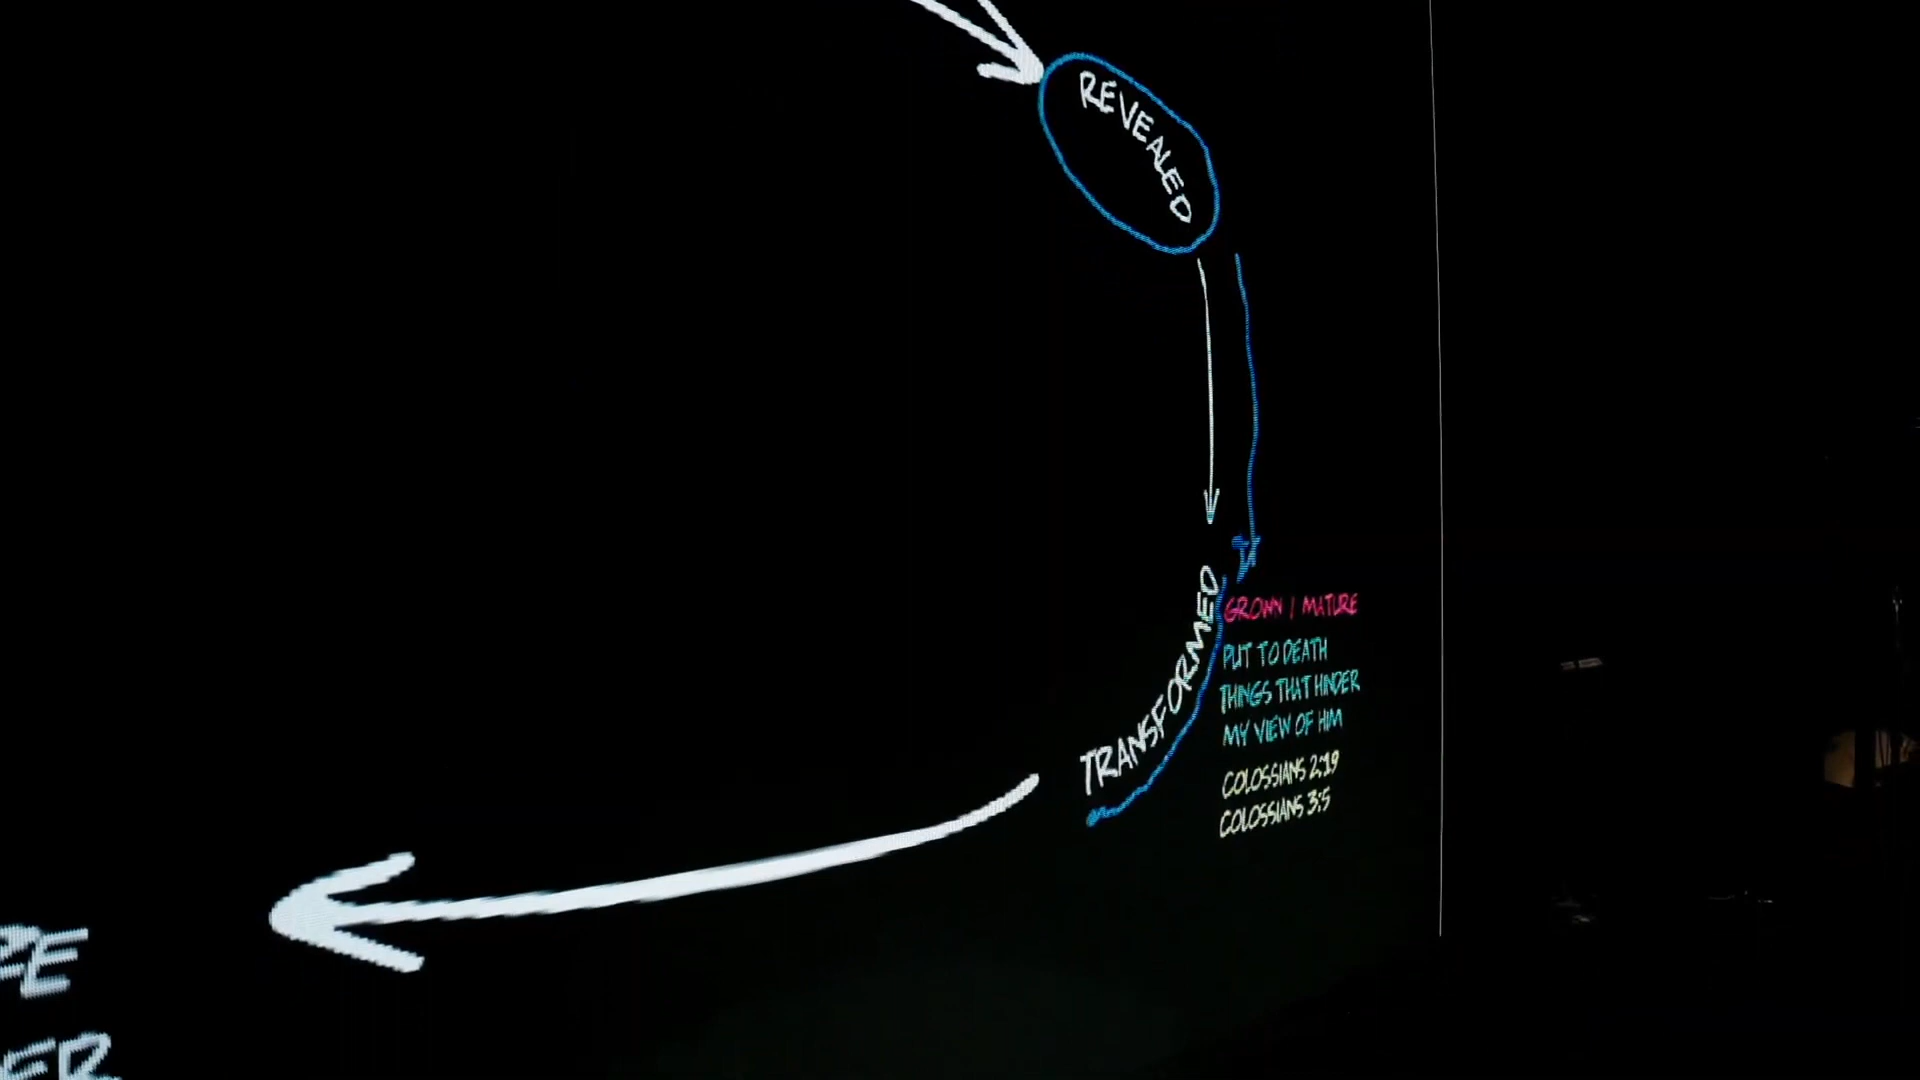 REVEALED
TRANSFORMED
GROWN / MATURE
PUT TO DEATH
THINGS THAT HINDER
MY VIEW OF HIM
COLOSSIANS 2:19
COLOSSIANS 3:5